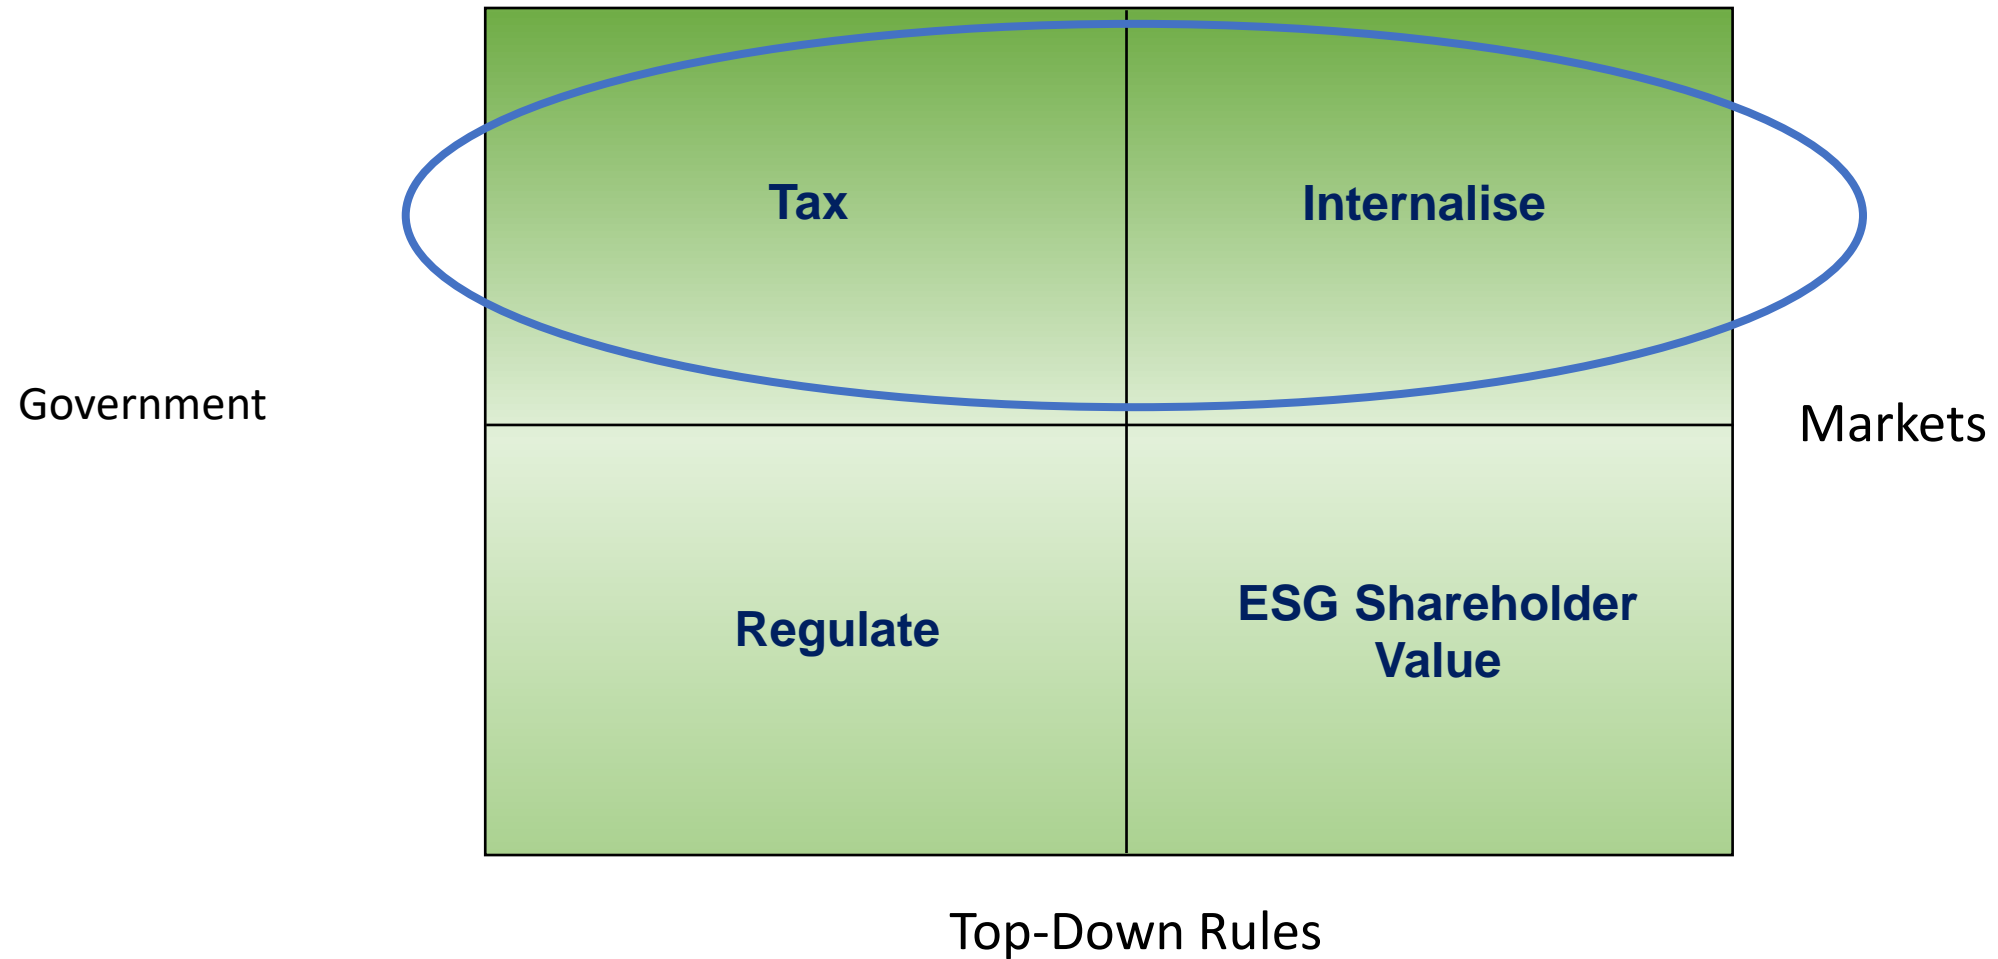 Tax
Internalise
Government
Markets
Regulate
ESG Shareholder
Value
Top-Down Rules